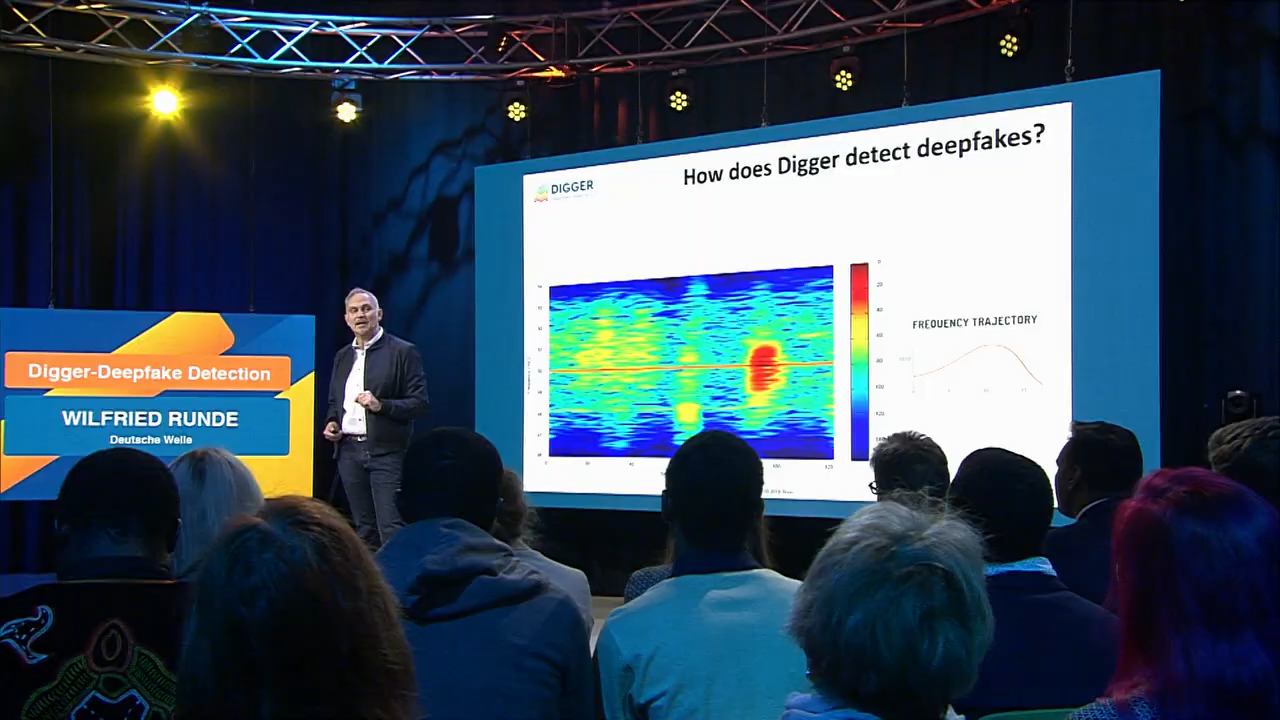 How does Digger detect deepfakes?
DIGGER
FREQUENCY TRAJECTORY
Digger-Deepfake Detection
WILFRIED RUNDE
Deutsche Welle